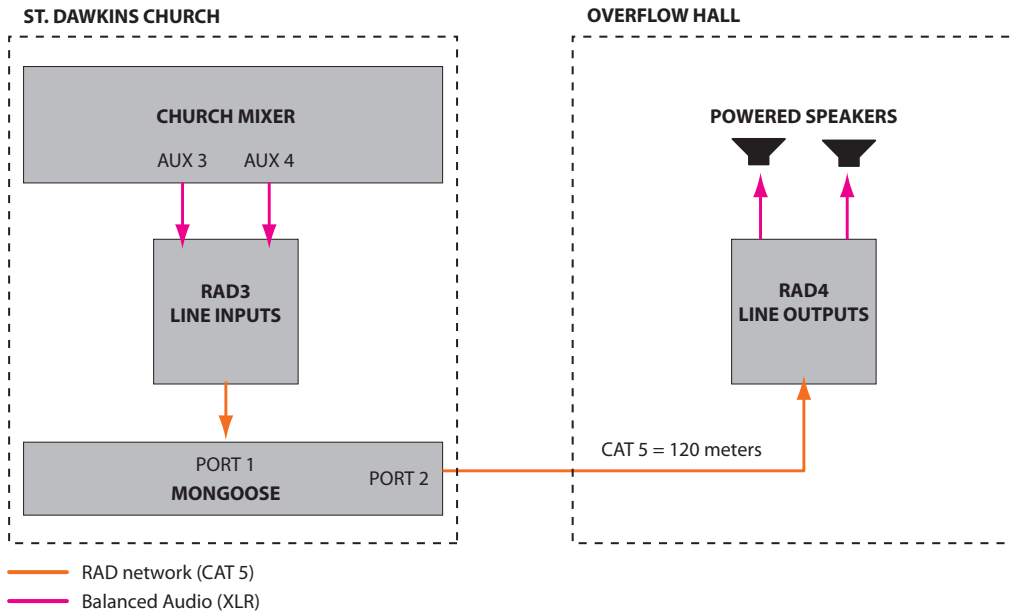 ST. DAWKINS CHURCH
OVERFLOW HALL
CHURCH MIXER
AUX 3 AUX 4
POWERED SPEAKERS
RAD3
LINE INPUTS
RAD4
LINE OUTPUTS
CAT 5 = 120 meters
PORT 1
MONGOOSE
PORT 2
RAD network (CAT 5)
Balanced Audio (XLR)